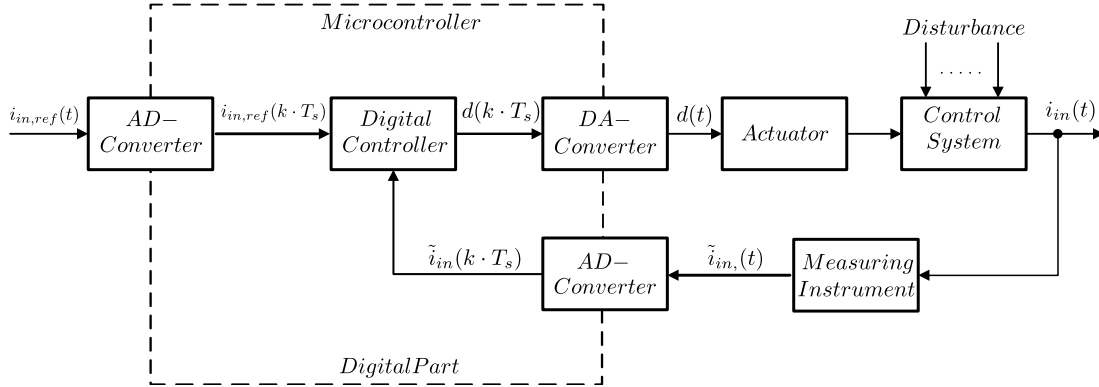 Microcontroller
Disturbance
.....
i_{in,ref}(t)
AD-
Converter
i_{in,ref}(k · T_s)
Digital
Controller
d(k · T_s)
DA-
Converter
d(t)
Actuator
Control
System
i_{in}(t)
ĩ_{in}(k · T_s)
AD-
Converter
ĩ_{in,}(t)
Measuring
Instrument
DigitalPart